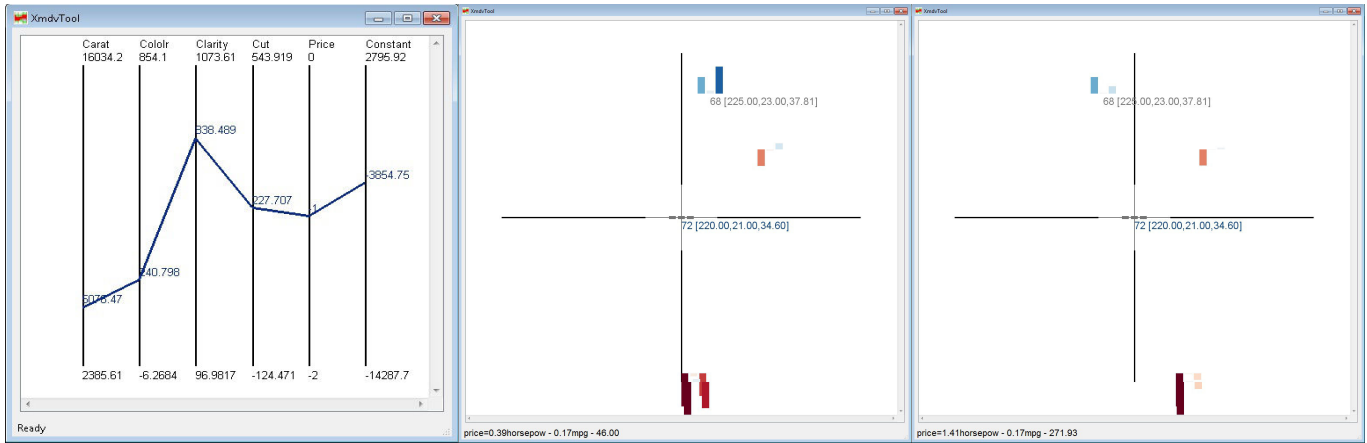 XmdvTool
Carat Cololr Clarity Cut Price Constant
16034.2 854.1 1073.61 543.919 0 2795.92
838.489
-3854.75
227.707
-1
240.798
5078.47
2385.61 -6.2684 96.9817 -124.471 -2 -14287.7
Ready
XmdvTool
68 [225.00,23.00,37.81]
72 [220.00,21.00,34.60]
price=0.39horsepow - 0.17mpg - 46.00
XmdvTool
68 [225.00,23.00,37.81]
72 [220.00,21.00,34.60]
price=1.41horsepow - 0.17mpg - 271.93